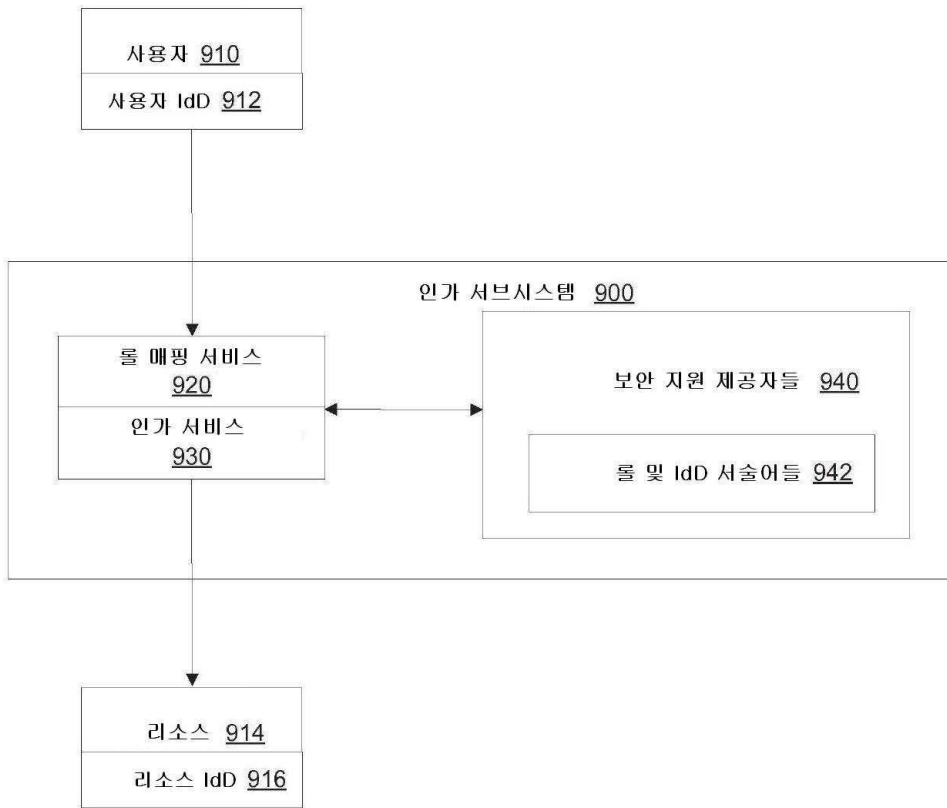 사용자 910
사용자 IdD 912
인가 서브시스템 900
롤 매핑 서비스
920
인가 서비스
930
보안 지원 제공자들 940
롤 및 IdD 서술어들 942
리소스 914
리소스 IdD 916